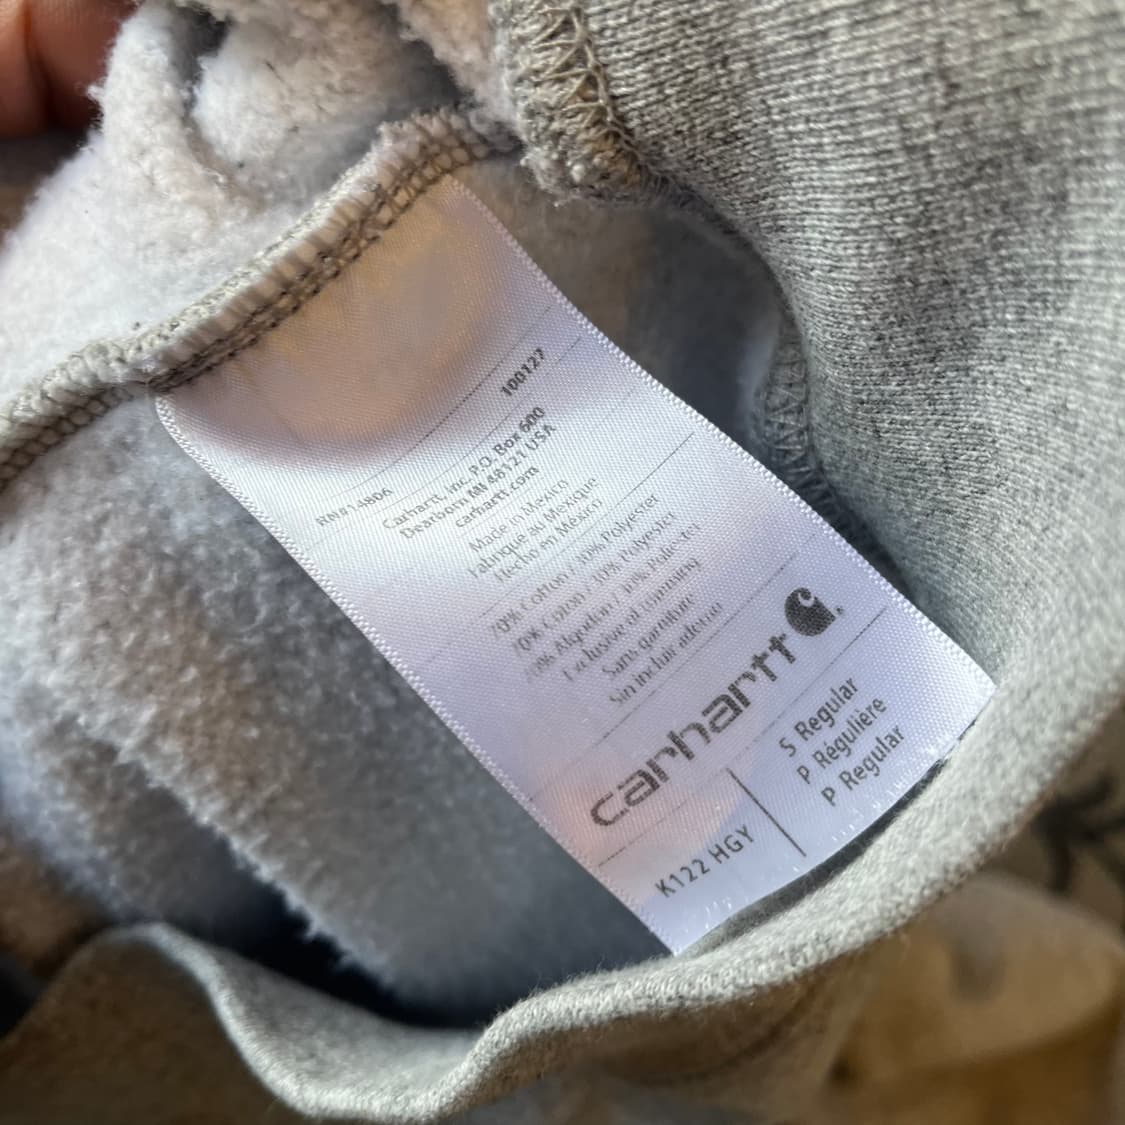 100127
RN#14806
Carhartt, Inc. P.O. Box 600
Dearborn, MI 48121 USA
carhartt.com
Made in Mexico
Fabriqué au Mexique
Hecho en México
70% Cotton / 30% Polyester
70% Coton / 30% Polyester
70% Algodón / 30% Poliester
Exclusive of trimming
Sans garniture
Sin incluir adorno
carhartt
K122 HGY
S Regular
P Régulière
P Regular